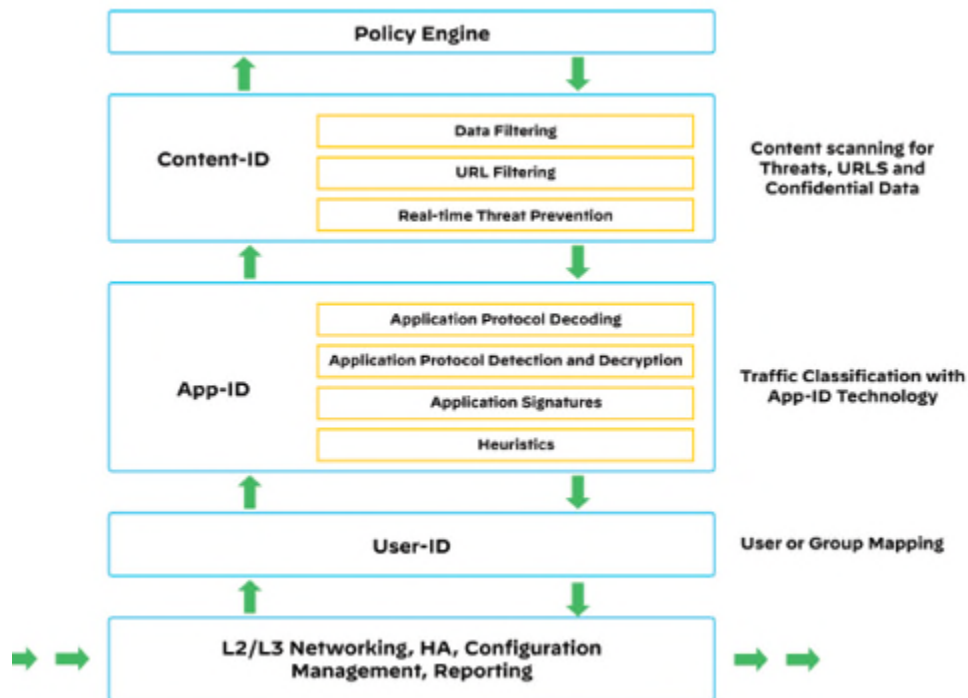 Policy Engine
Content-ID
Data Filtering
URL Filtering
Real-time Threat Prevention
Content scanning for
Threats, URLS and
Confidential Data
App-ID
Application Protocol Decoding
Application Protocol Detection and Decryption
Application Signatures
Heuristics
Traffic Classification with
App-ID Technology
User-ID
User or Group Mapping
L2/L3 Networking, HA, Configuration
Management, Reporting